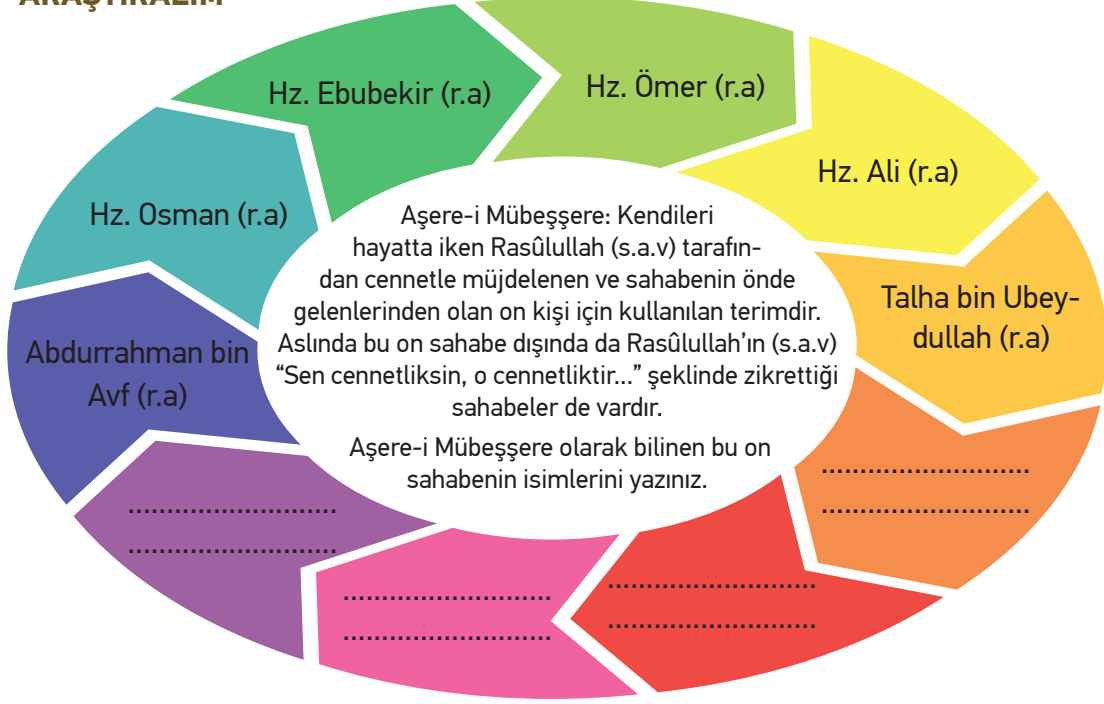 ARAŞTIRALIM
Hz. Ebubekir (r.a)
Hz. Ömer (r.a)
Hz. Ali (r.a)
Talha bin Ubey-
dullah (r.a)
..........................
..........................
..........................
..........................
..........................
..........................
..........................
..........................
Abdurrahman bin
Avf (r.a)
Hz. Osman (r.a)
Aşere-i Mübeşşere: Kendileri
hayatta iken Rasûlullah (s.a.v) tarafın-
dan cennetle müjdelenen ve sahabenin önde
gelenlerinden olan on kişi için kullanılan terimdir.
Aslında bu on sahabe dışında da Rasûlullah’ın (s.a.v)
“Sen cennetliksin, o cennetliktir...” şeklinde zikrettiği
sahabeler de vardır.
Aşere-i Mübeşşere olarak bilinen bu on
sahabenin isimlerini yazınız.